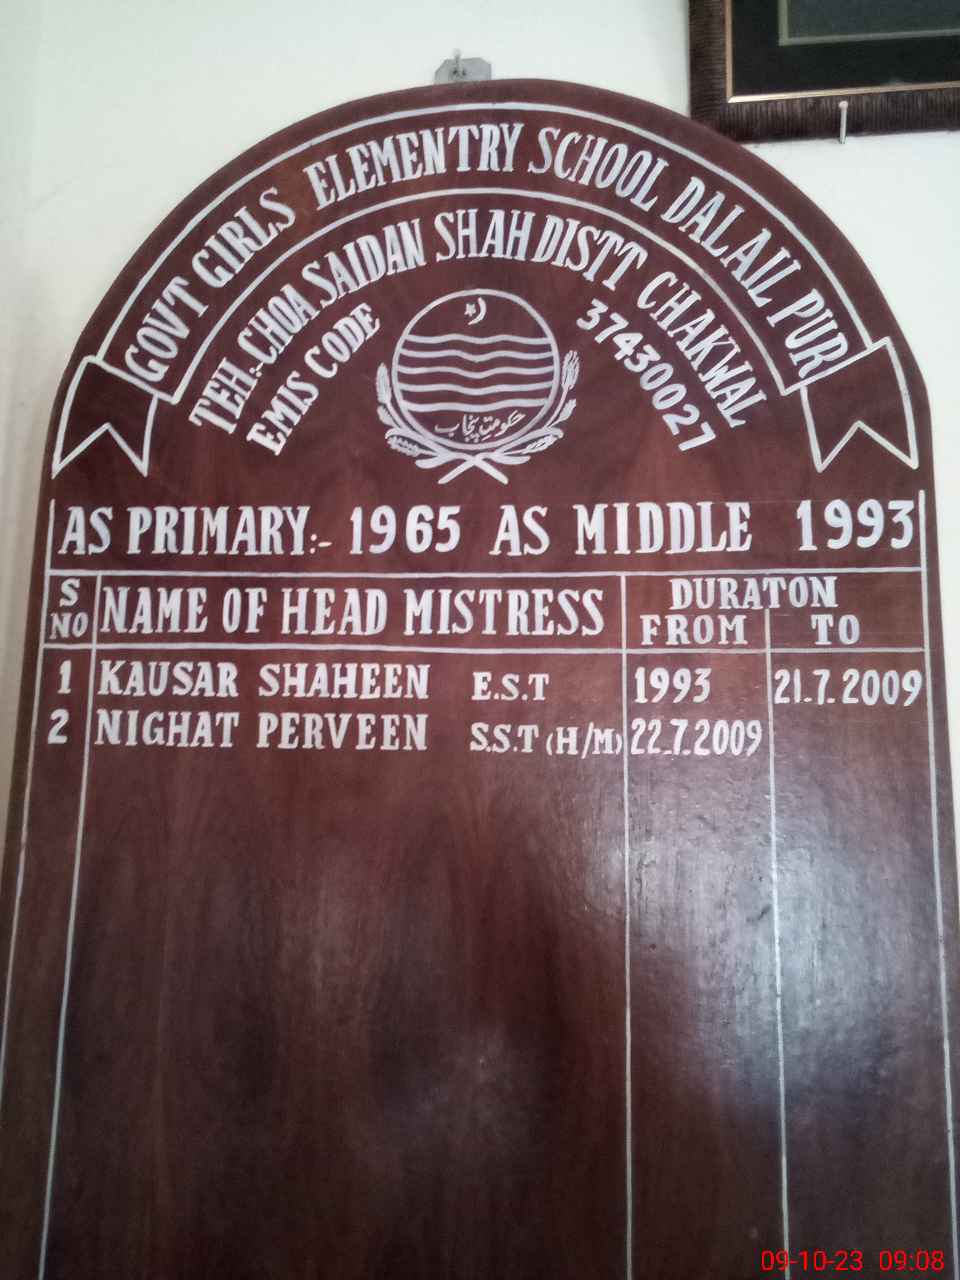 GOVT GIRLS ELEMENTRY SCHOOL DALAIL PUR
TEH:-CHOA SAIDAN SHAH DISTT CHAKWAL
EMIS CODE 37430027
حکومتِ پنجاب
AS PRIMARY:- 1965 AS MIDDLE 1993
S NO NAME OF HEAD MISTRESS DURATON
FROM TO
1 KAUSAR SHAHEEN E.S.T 1993 21.7.2009
2 NIGHAT PERVEEN S.S.T (H/M) 22.7.2009
09-10-23 09:08